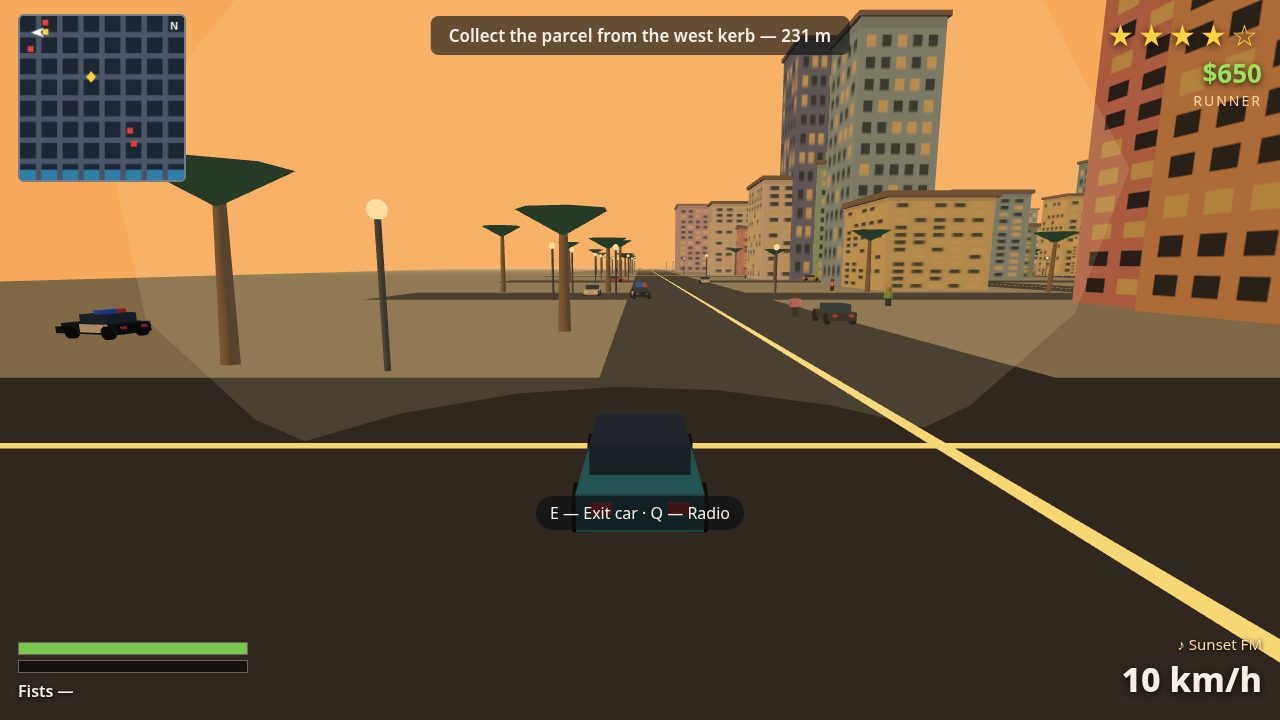 N
Collect the parcel from the west kerb — 231 m
★★★★☆
$650
RUNNER
E — Exit car · Q — Radio
Fists —
♪ Sunset FM
10 km/h